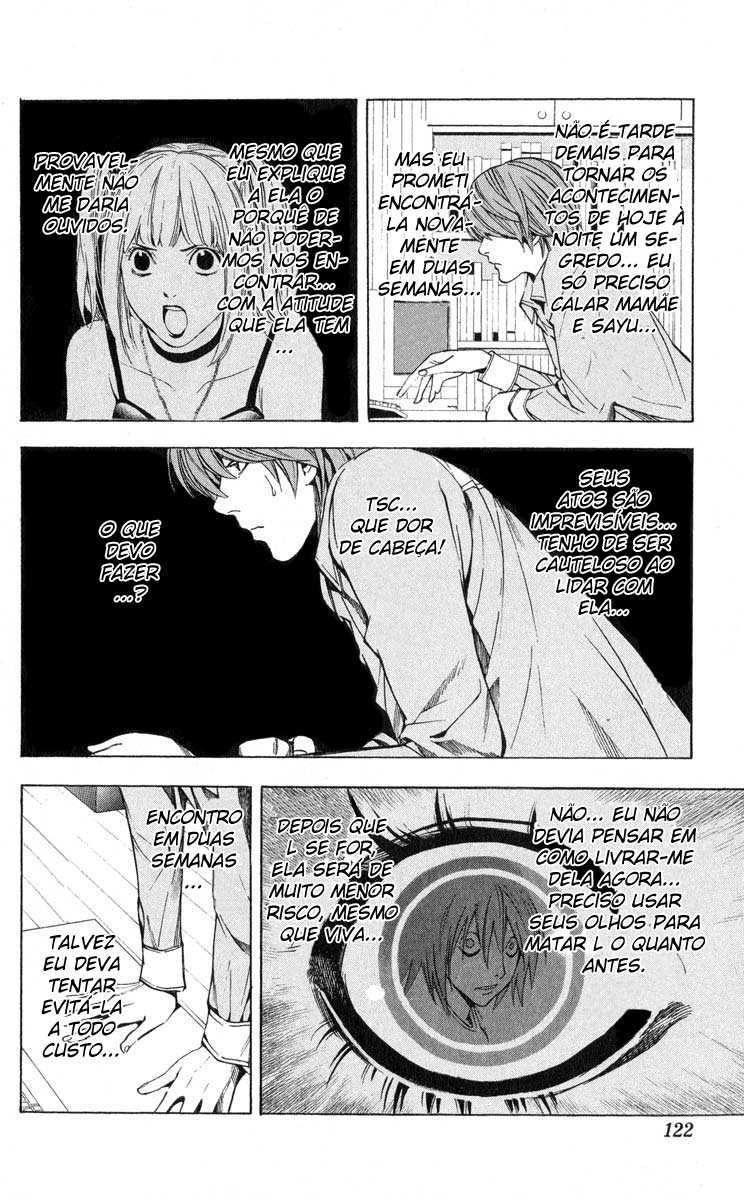 NÃO É TARDE
DEMAIS PARA
TORNAR OS
ACONTECIMEN-
TOS DE HOJE À
NOITE UM SE-
GREDO... EU
SÓ PRECISO
CALAR MAMÃE
E SAYU...
MAS EU
PROMETI
ENCONTRÁ-
LA NOVA-
MENTE
EM DUAS
SEMANAS...
MESMO QUE
EU EXPLIQUE
A ELA O
PORQUÊ DE
NÃO PODER-
MOS NOS EN-
CONTRAR...
COM A ATITUDE
QUE ELA TEM
...
PROVAVEL-
MENTE NÃO
ME DARIA
OUVIDOS!
SEUS
ATOS SÃO
IMPREVISÍVEIS...
TENHO DE SER
CAUTELOSO AO
LIDAR COM
ELA...
TSC...
QUE DOR
DE CABEÇA!
O QUE
DEVO
FAZER
...?
NÃO... EU NÃO
DEVIA PENSAR EM
COMO LIVRAR-ME
DELA AGORA...
PRECISO USAR
SEUS OLHOS PARA
MATAR L O QUANTO
ANTES.
DEPOIS QUE
L SE FOR,
ELA SERÁ DE
MUITO MENOR
RISCO, MESMO
QUE VIVA...
ENCONTRO
EM DUAS
SEMANAS
...
TALVEZ
EU DEVA
TENTAR
EVITÁ-LA
A TODO
CUSTO...
122